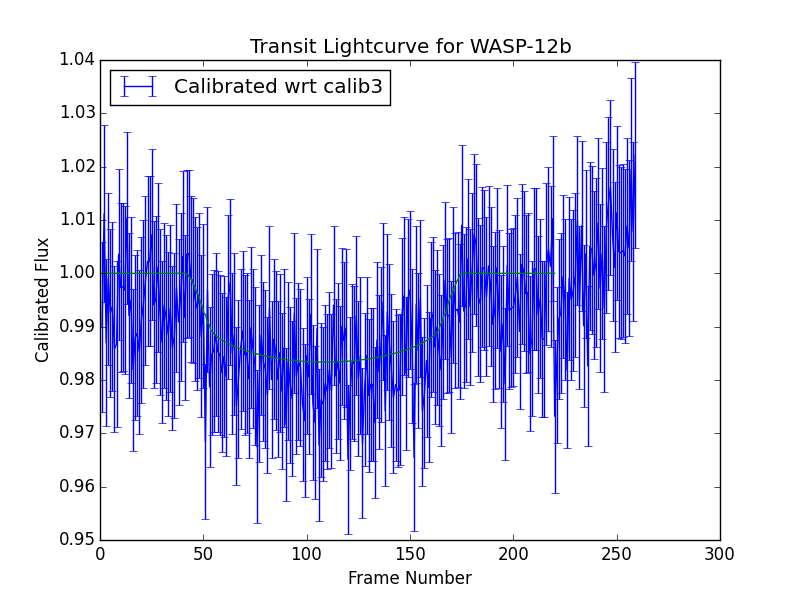 Transit Lightcurve for WASP-12b
Calibrated wrt calib3
1.04
1.03
1.02
1.01
1.00
0.99
0.98
0.97
0.96
0.95
Calibrated Flux
0 50 100 150 200 250 300
Frame Number